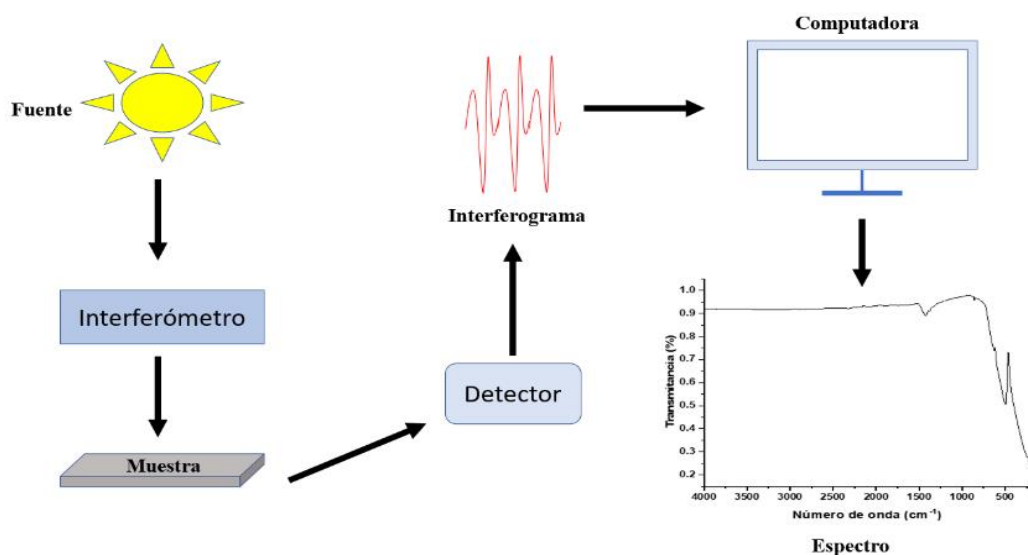 Fuente
Interferómetro
Muestra
Detector
Interferograma
Computadora
Transmitancia (%)
1.0
0.9
0.8
0.7
0.6
0.5
0.4
0.3
0.2
4000 3500 3000 2500 2000 1500 1000 500
Número de onda (cm⁻¹)
Espectro